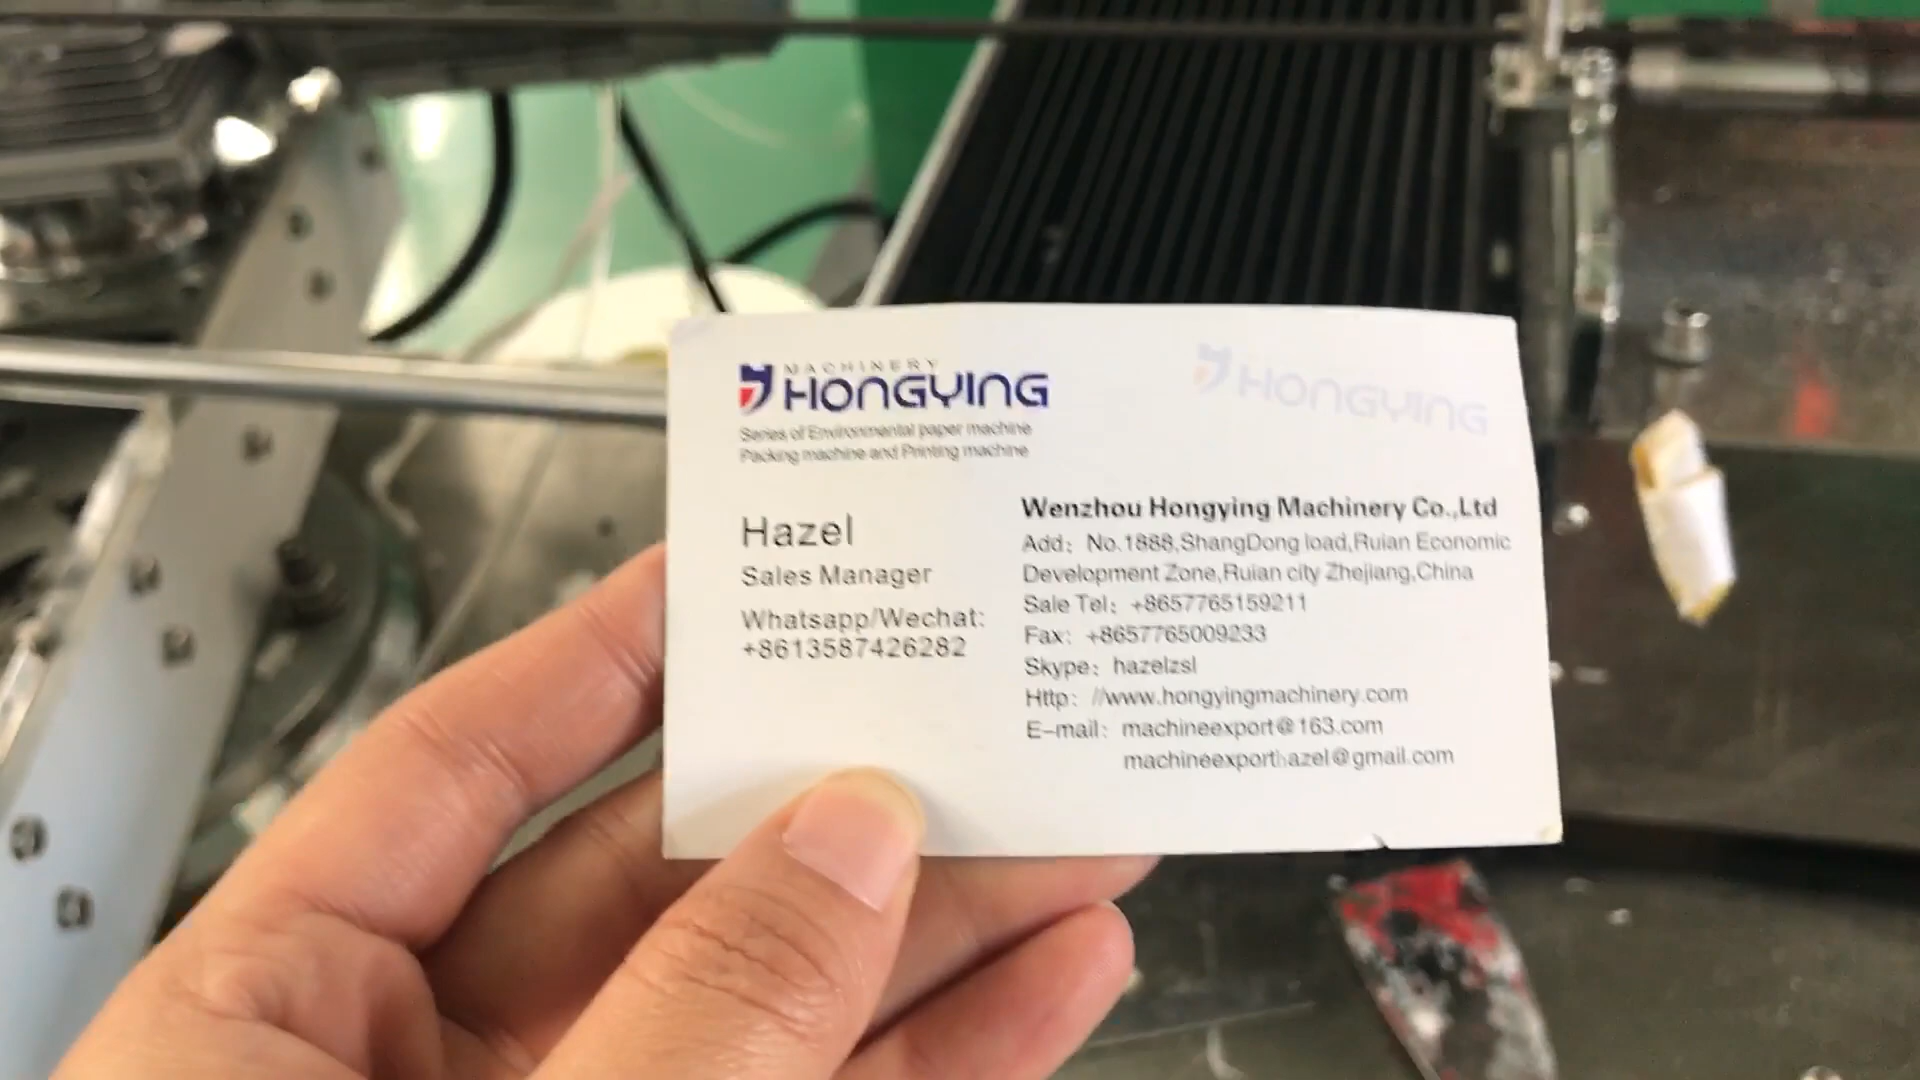 MACHINERY
HONGYING
Series of Environmental paper machine
Packing machine and Printing machine
HONGYING
Hazel
Sales Manager
Whatsapp/Wechat:
+8613587426282
Wenzhou Hongying Machinery Co.,Ltd
Add: No.1888,ShangDong load,Ruian Economic
Development Zone,Ruian city Zhejiang,China
Sale Tel: +8657765159211
Fax: +8657765009233
Skype: hazelzsl
Http: //www.hongyingmachinery.com
E-mail: machineexport@163.com
machineexporthazel@gmail.com